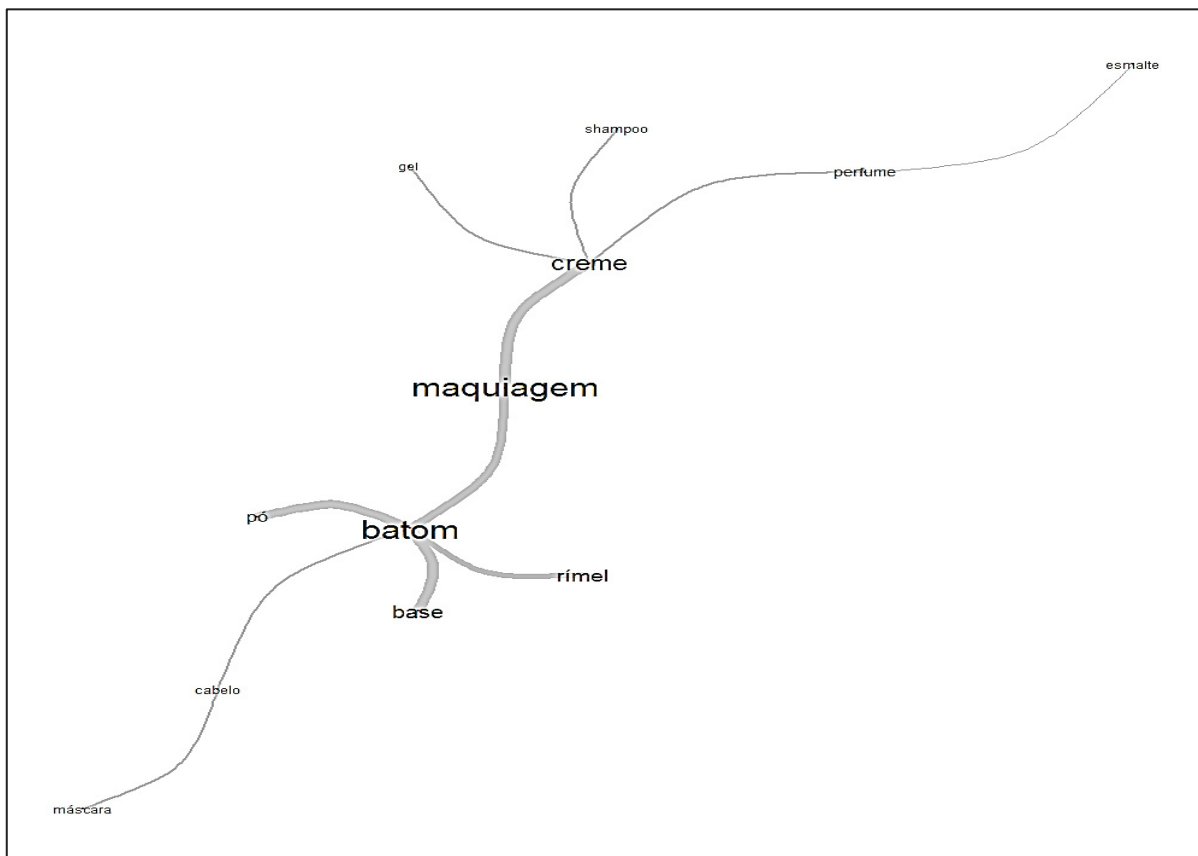 esmalte
shampoo
gel
perfume
creme
maquiagem
pó
batom
rímel
base
cabelo
máscara